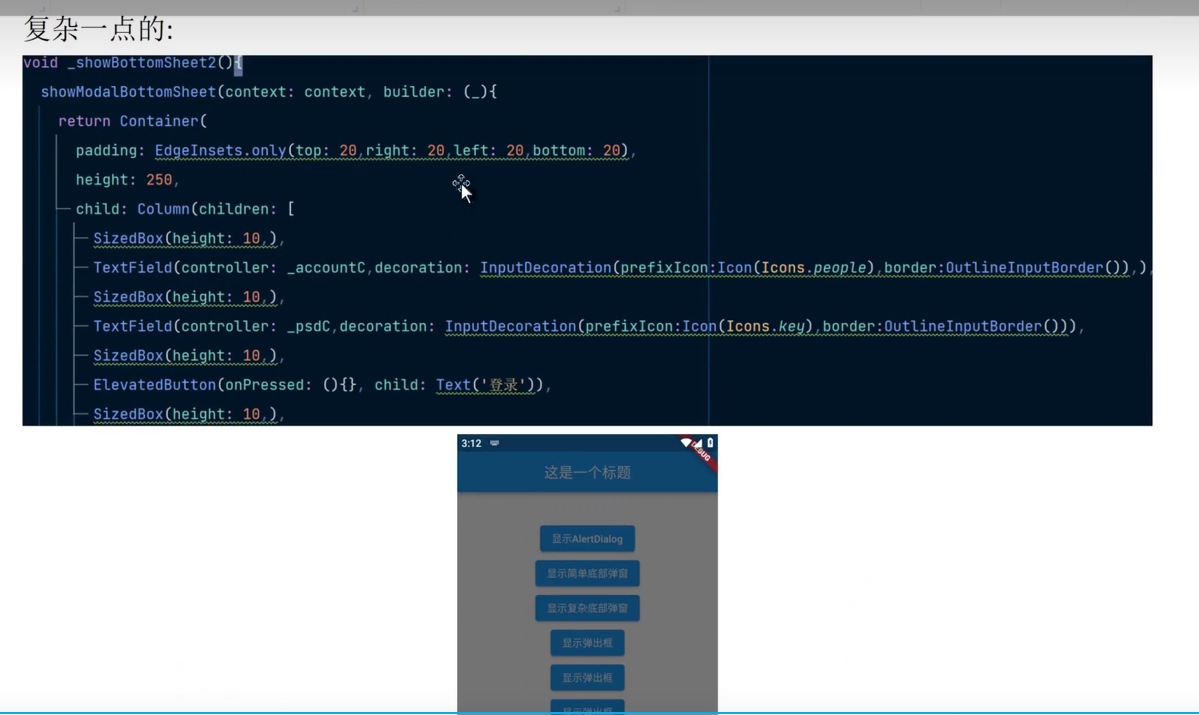 复杂一点的:
void _showBottomSheet2(){
showModalBottomSheet(context: context, builder: (_){
return Container(
padding: EdgeInsets.only(top: 20,right: 20,left: 20,bottom: 20),
height: 250,
child: Column(children: [
SizedBox(height: 10,),
TextField(controller: _accountC,decoration: InputDecoration(prefixIcon:Icon(Icons.people),border:OutlineInputBorder()),),
SizedBox(height: 10,),
TextField(controller: _psdC,decoration: InputDecoration(prefixIcon:Icon(Icons.key),border:OutlineInputBorder())),
SizedBox(height: 10,),
ElevatedButton(onPressed: (){}, child: Text('登录')),
SizedBox(height: 10,),
3:12
DEBUG
这是一个标题
显示AlertDialog
显示简单底部弹窗
显示复杂底部弹窗
显示弹出框
显示弹出框
显示弹出框